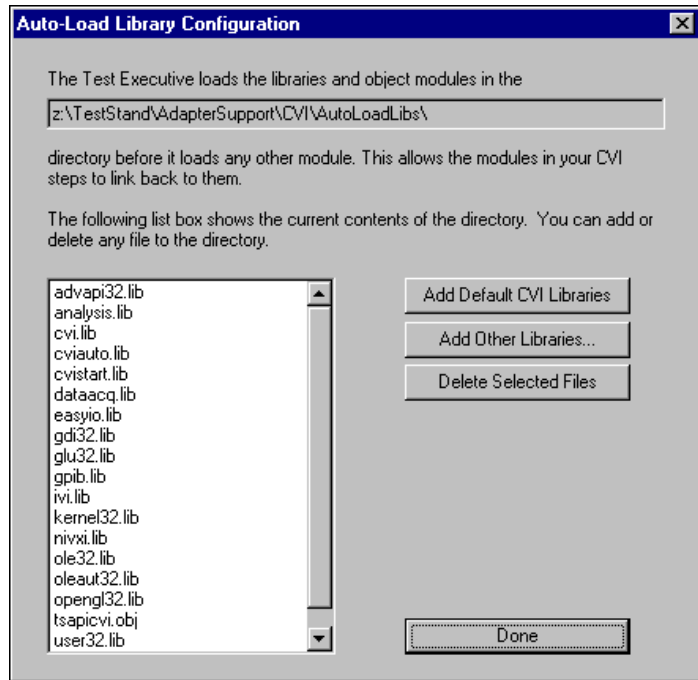 Auto-Load Library Configuration
The Test Executive loads the libraries and object modules in the
z:\TestStand\AdapterSupport\CVI\AutoLoadLibs\
directory before it loads any other module. This allows the modules in your CVI
steps to link back to them.
The following list box shows the current contents of the directory. You can add or
delete any file to the directory.
advapi32.lib
analysis.lib
cvi.lib
cviauto.lib
cvistart.lib
dataacq.lib
easyio.lib
gdi32.lib
glu32.lib
gpib.lib
ivi.lib
kernel32.lib
nivxi.lib
ole32.lib
oleaut32.lib
opengl32.lib
tsapicvi.obj
user32.lib
Add Default CVI Libraries
Add Other Libraries...
Delete Selected Files
Done